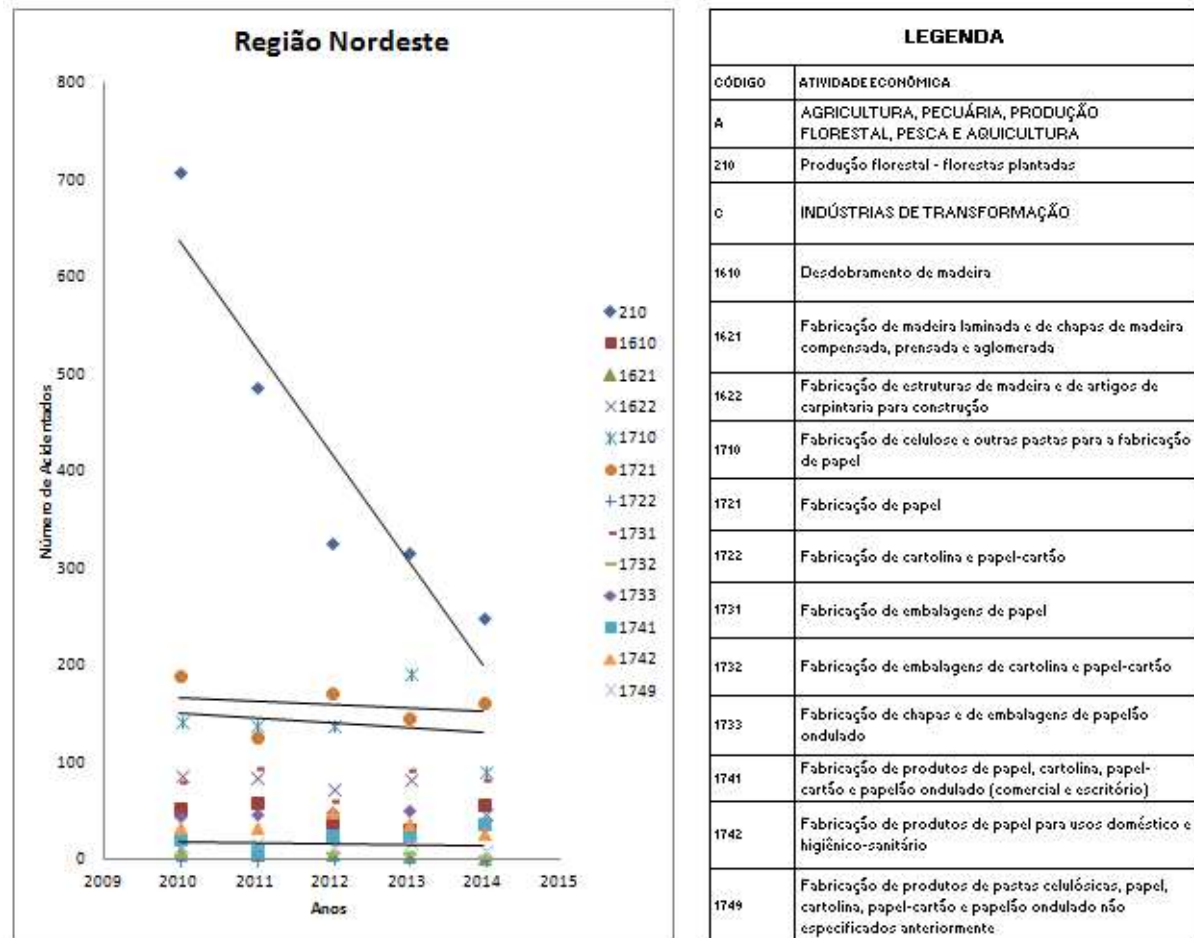 Região Nordeste
800
700
600
500
400
300
200
100
0
2009
2010
2011
2012
2013
2014
2015
Número de Acidentados
Anos
210
1610
1621
1622
1710
1721
1722
1731
1732
1733
1741
1742
1749
LEGENDA
CÓDIGO ATIVIDADE ECONÔMICA
A AGRICULTURA, PECUÁRIA, PRODUÇÃO
FLORESTAL, PESCA E AQUICULTURA
210 Produção florestal - florestas plantadas
C INDÚSTRIAS DE TRANSFORMAÇÃO
1610 Desdobramento de madeira
1621 Fabricação de madeira laminada e de chapas de madeira
compensada, prensada e aglomerada
1622 Fabricação de estruturas de madeira e de artigos de
carpintaria para construção
1710 Fabricação de celulose e outras pastas para a fabricação
de papel
1721 Fabricação de papel
1722 Fabricação de cartolina e papel-cartão
1731 Fabricação de embalagens de papel
1732 Fabricação de embalagens de cartolina e papel-cartão
1733 Fabricação de chapas e de embalagens de papelão
ondulado
1741 Fabricação de produtos de papel, cartolina, papel-
cartão e papelão ondulado (comercial e escritório)
1742 Fabricação de produtos de papel para usos doméstico e
higiênico-sanitário
1749 Fabricação de produtos de pastas celulósicas, papel,
cartolina, papel-cartão e papelão ondulado não
especificados anteriormente